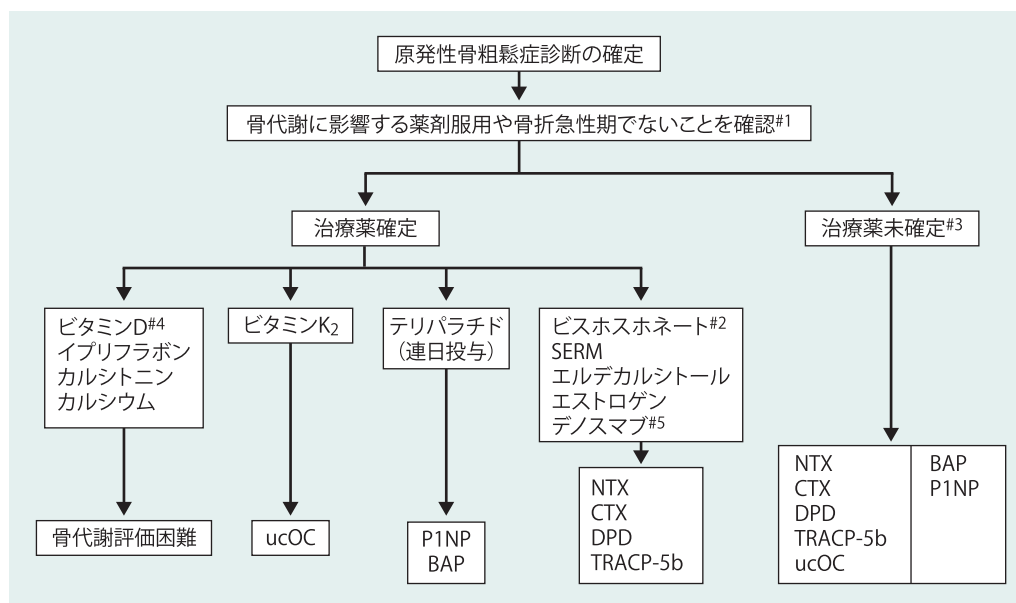 原発性骨粗鬆症診断の確定
骨代謝に影響する薬剤服用や骨折急性期でないことを確認#1
治療薬確定
治療薬未確定#3
ビタミンD#4
イプリフラボン
カルシトニン
カルシウム
ビタミンK2
テリパラチド
（連日投与）
ビスホスホネート#2
SERM
エルデカルシトール
エストロゲン
デノスマブ#5
骨代謝評価困難
ucOC
P1NP
BAP
NTX
CTX
DPD
TRACP-5b
NTX
CTX
DPD
TRACP-5b
ucOC
BAP
P1NP